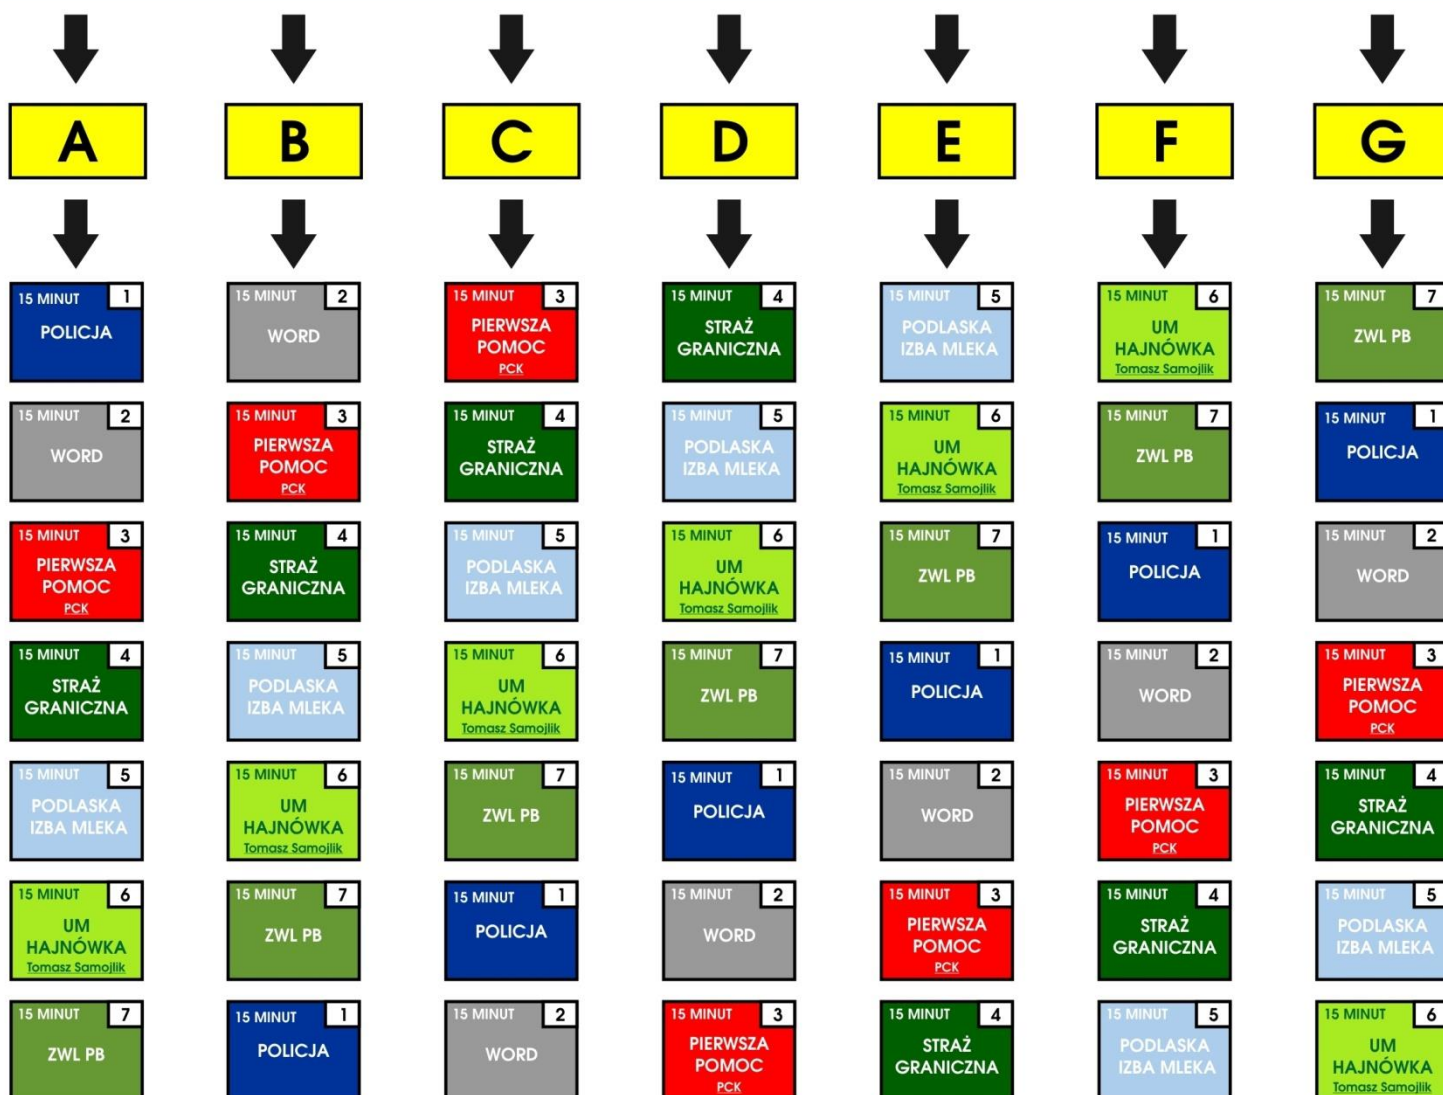 A
B
C
D
E
F
G
15 MINUT 1
POLICJA
15 MINUT 2
WORD
15 MINUT 3
PIERWSZA
POMOC
PCK
15 MINUT 4
STRAŻ
GRANICZNA
15 MINUT 5
PODLASKA
IZBA MLEKA
15 MINUT 6
UM
HAJNÓWKA
Tomasz Samojlik
15 MINUT 7
ZWL PB
15 MINUT 2
WORD
15 MINUT 3
PIERWSZA
POMOC
PCK
15 MINUT 4
STRAŻ
GRANICZNA
15 MINUT 5
PODLASKA
IZBA MLEKA
15 MINUT 6
UM
HAJNÓWKA
Tomasz Samojlik
15 MINUT 7
ZWL PB
15 MINUT 1
POLICJA
15 MINUT 3
PIERWSZA
POMOC
PCK
15 MINUT 4
STRAŻ
GRANICZNA
15 MINUT 5
PODLASKA
IZBA MLEKA
15 MINUT 6
UM
HAJNÓWKA
Tomasz Samojlik
15 MINUT 7
ZWL PB
15 MINUT 1
POLICJA
15 MINUT 2
WORD
15 MINUT 4
STRAŻ
GRANICZNA
15 MINUT 5
PODLASKA
IZBA MLEKA
15 MINUT 6
UM
HAJNÓWKA
Tomasz Samojlik
15 MINUT 7
ZWL PB
15 MINUT 1
POLICJA
15 MINUT 2
WORD
15 MINUT 3
PIERWSZA
POMOC
PCK
15 MINUT 5
PODLASKA
IZBA MLEKA
15 MINUT 6
UM
HAJNÓWKA
Tomasz Samojlik
15 MINUT 7
ZWL PB
15 MINUT 1
POLICJA
15 MINUT 2
WORD
15 MINUT 3
PIERWSZA
POMOC
PCK
15 MINUT 4
STRAŻ
GRANICZNA
15 MINUT 6
UM
HAJNÓWKA
Tomasz Samojlik
15 MINUT 7
ZWL PB
15 MINUT 1
POLICJA
15 MINUT 2
WORD
15 MINUT 3
PIERWSZA
POMOC
PCK
15 MINUT 4
STRAŻ
GRANICZNA
15 MINUT 5
PODLASKA
IZBA MLEKA
15 MINUT 7
ZWL PB
15 MINUT 1
POLICJA
15 MINUT 2
WORD
15 MINUT 3
PIERWSZA
POMOC
PCK
15 MINUT 4
STRAŻ
GRANICZNA
15 MINUT 5
PODLASKA
IZBA MLEKA
15 MINUT 6
UM
HAJNÓWKA
Tomasz Samojlik